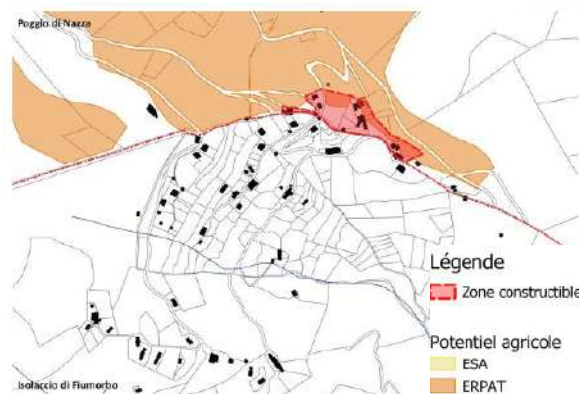 Poggio di Nazza
Légende
Zone constructible
Potentiel agricole
ESA
ERPAT
Isolaccio di Fiumorbo